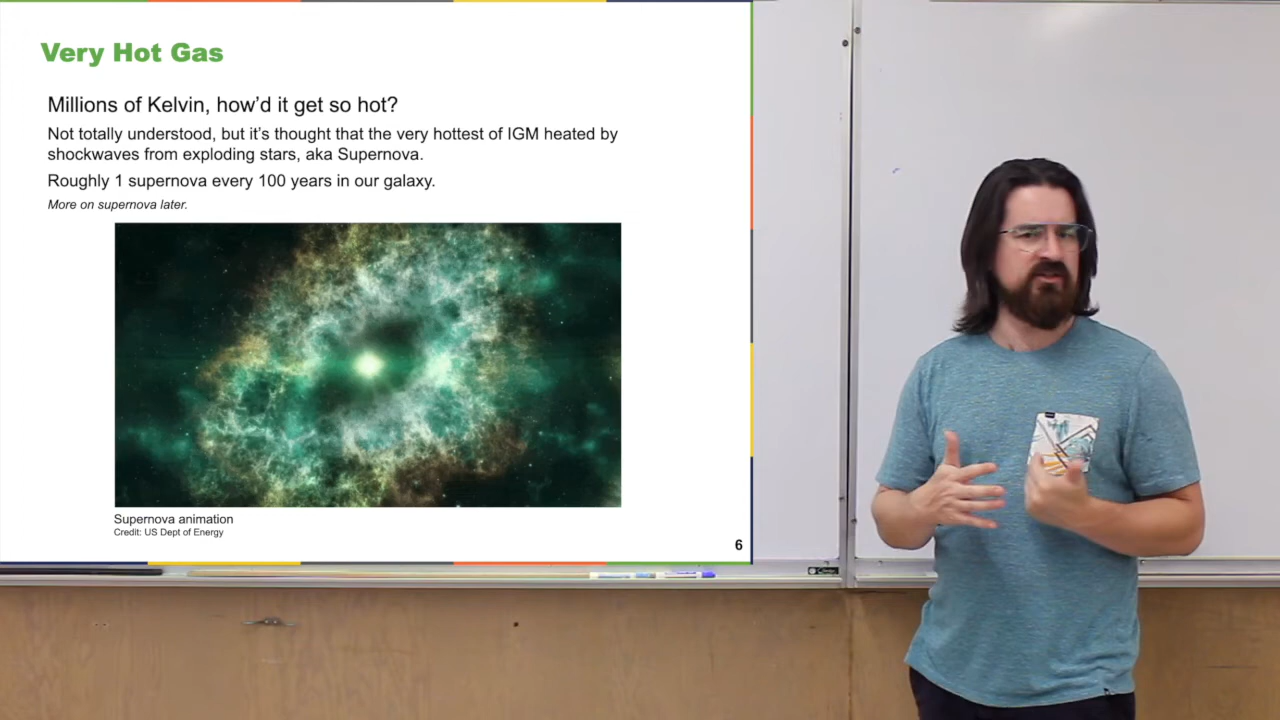 Very Hot Gas
Millions of Kelvin, how'd it get so hot?
Not totally understood, but it's thought that the very hottest of IGM heated by
shockwaves from exploding stars, aka Supernova.
Roughly 1 supernova every 100 years in our galaxy.
More on supernova later.
Supernova animation
Credit: US Dept of Energy
6